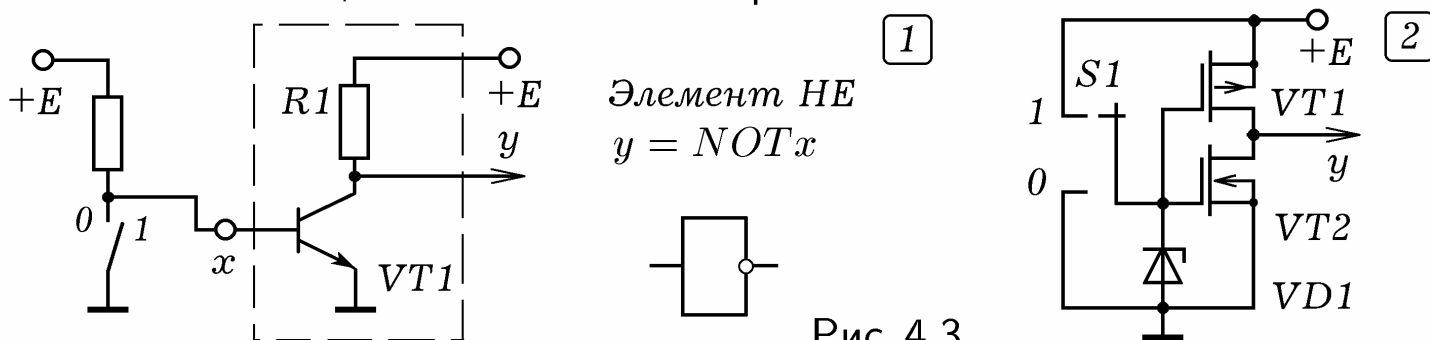 1
2
+E
R1
+E
y
0
1
x
VT1
Элемент НЕ
y = NOTx
S1
+E
1
0
VT1
y
VT2
VD1
Рис. 4.3